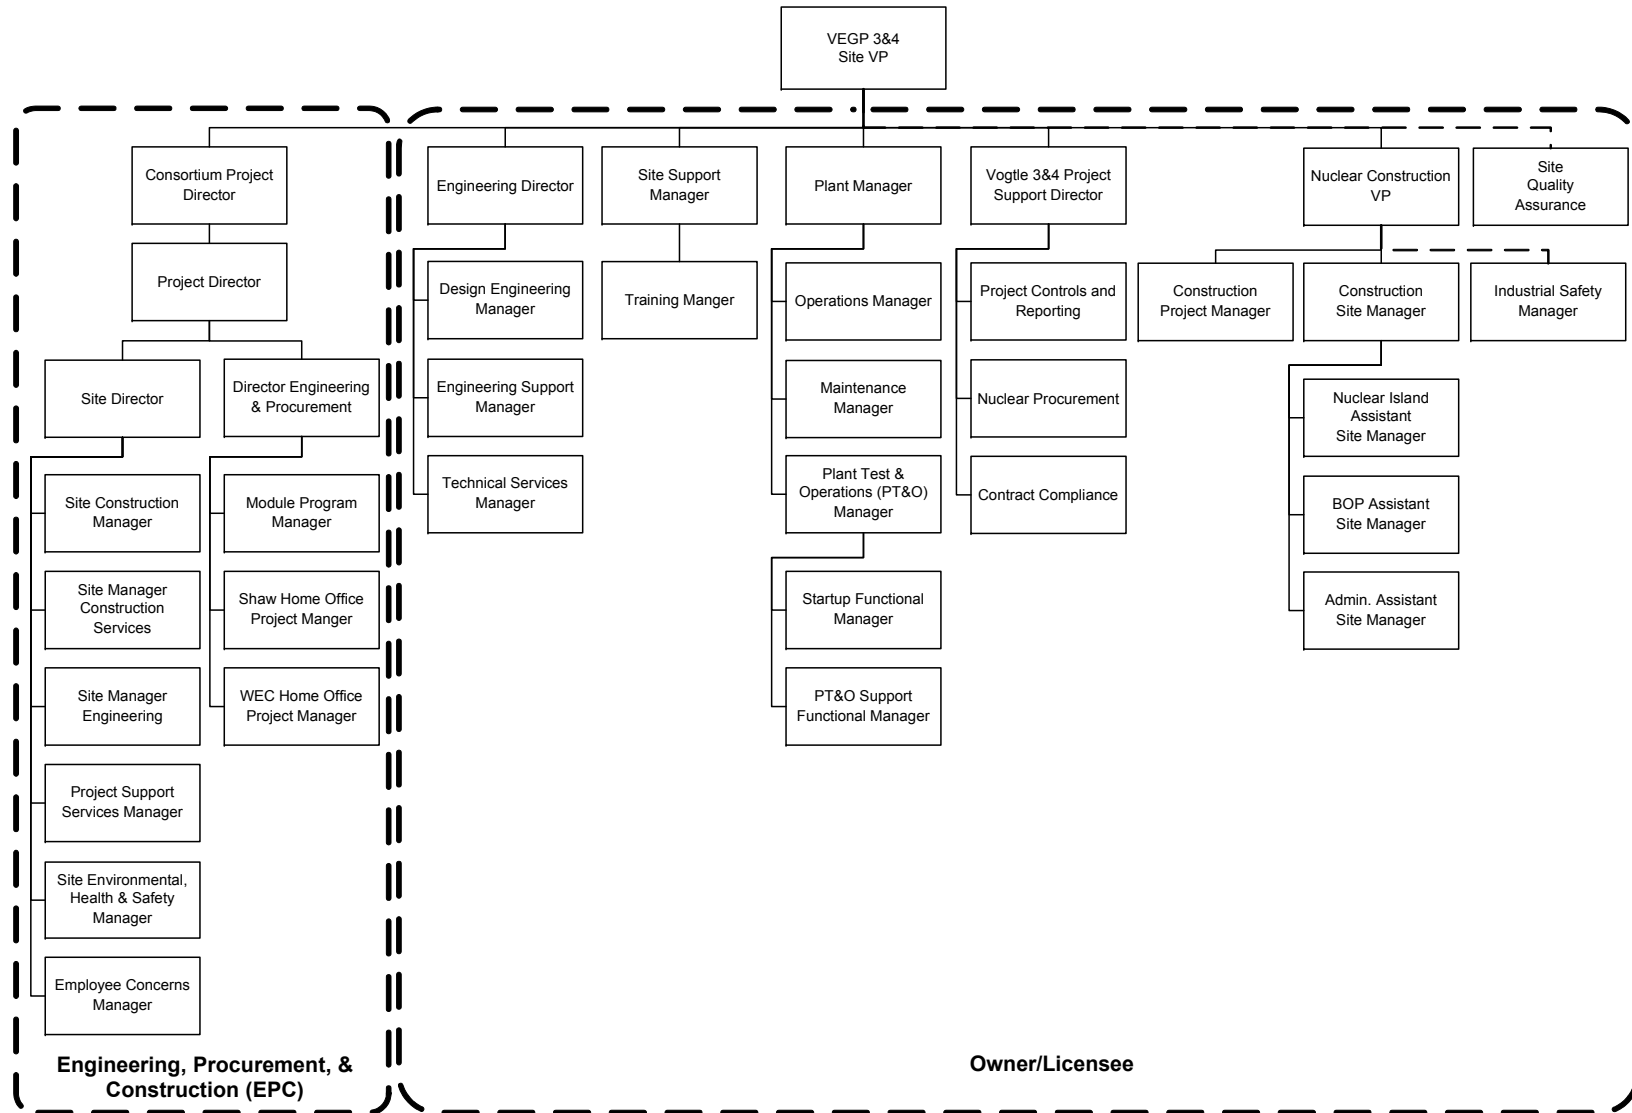 VEGP 3&4
Site VP
Consortium Project
Director
Project Director
Site Director
Site Construction
Manager
Site Manager
Construction
Services
Site Manager
Engineering
Project Support
Services Manager
Site Environmental,
Health & Safety
Manager
Employee Concerns
Manager
Director Engineering
& Procurement
Module Program
Manager
Shaw Home Office
Project Manger
WEC Home Office
Project Manager
Engineering, Procurement, &
Construction (EPC)
Engineering Director
Design Engineering
Manager
Engineering Support
Manager
Technical Services
Manager
Site Support
Manager
Training Manger
Plant Manager
Operations Manager
Maintenance
Manager
Plant Test &
Operations (PT&O)
Manager
Startup Functional
Manager
PT&O Support
Functional Manager
Vogtle 3&4 Project
Support Director
Project Controls and
Reporting
Nuclear Procurement
Contract Compliance
Nuclear Construction
VP
Construction
Project Manager
Construction
Site Manager
Nuclear Island
Assistant
Site Manager
BOP Assistant
Site Manager
Admin. Assistant
Site Manager
Industrial Safety
Manager
Site
Quality
Assurance
Owner/Licensee